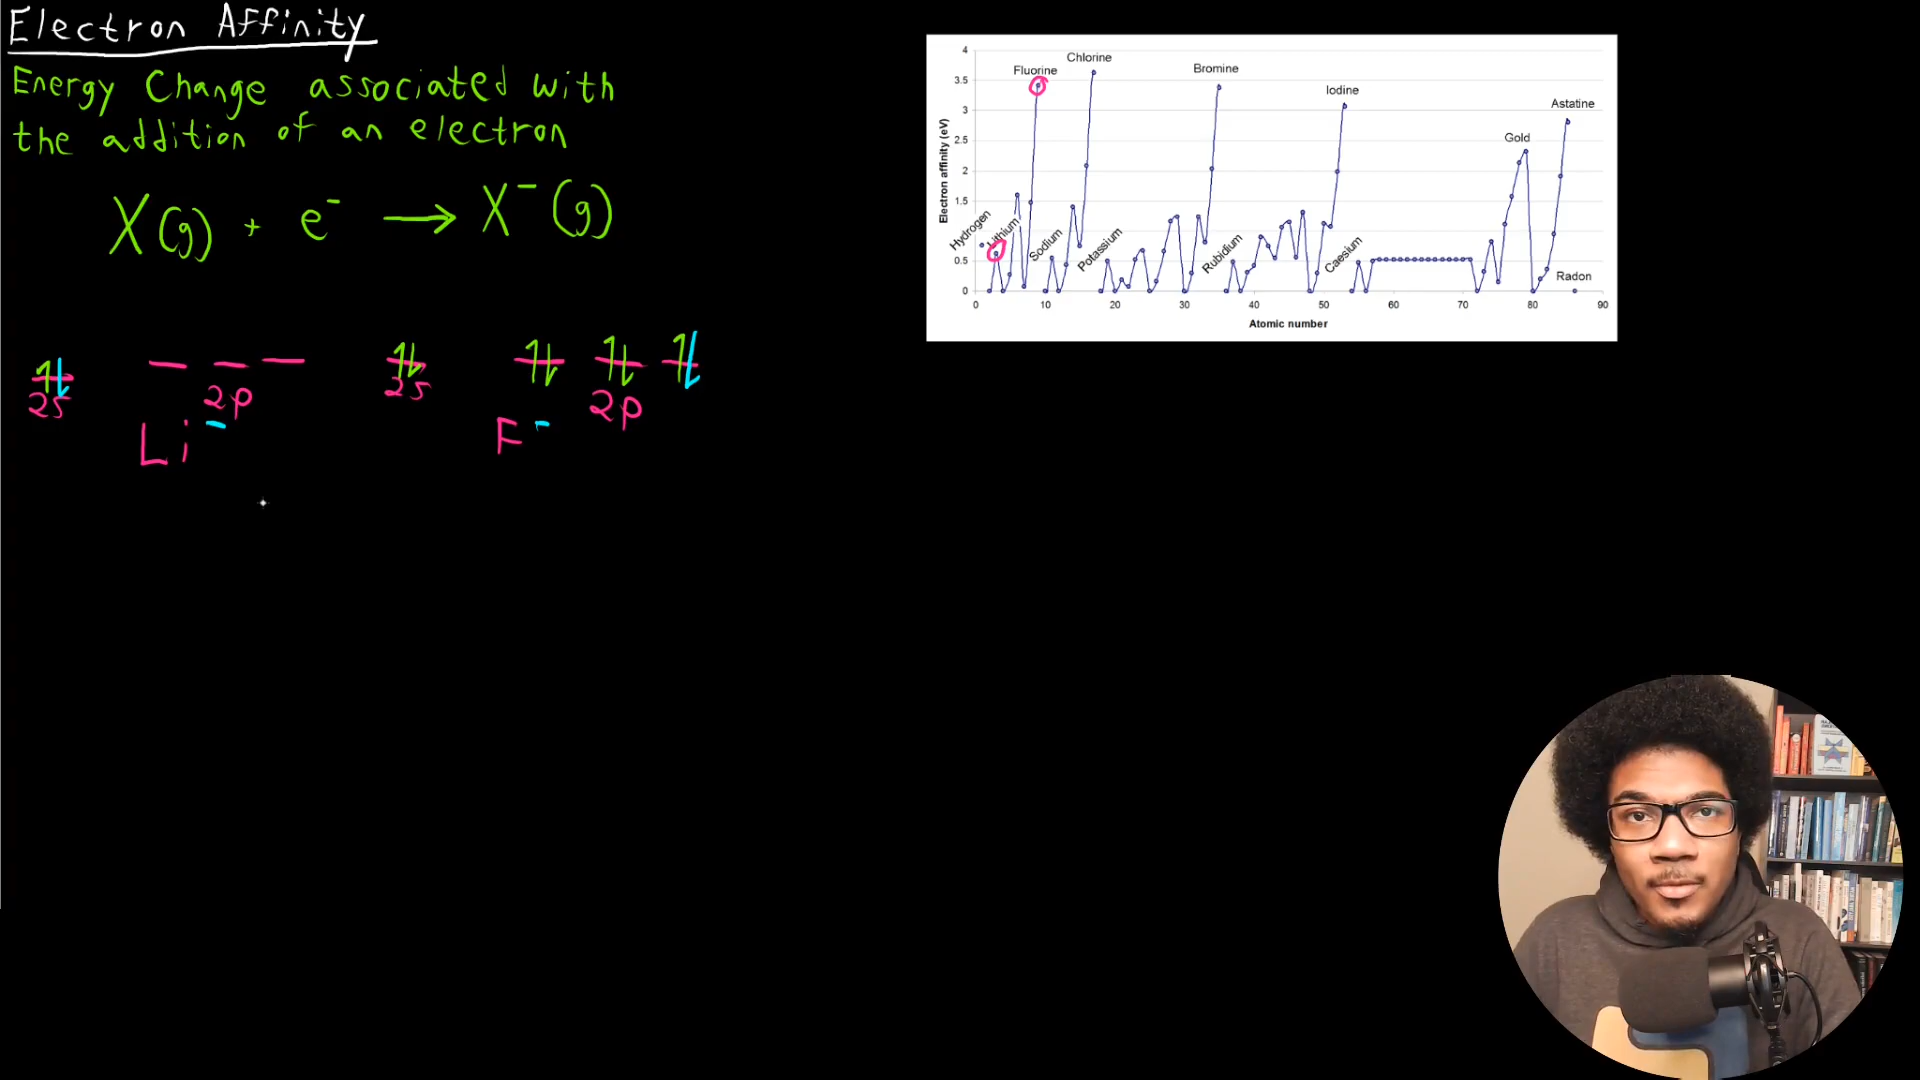 Electron Affinity
Energy Change associated with
the addition of an electron
X(g) + e⁻ → X⁻(g)
2s
2p
2s
2p
Li⁻
F⁻
Electron affinity (eV)
4
3.5
3
2.5
2
1.5
0.5
0
Hydrogen
Lithium
Fluorine
Sodium
Chlorine
Potassium
Bromine
Rubidium
Iodine
Caesium
Gold
Astatine
Radon
0 10 20 30 40 50 60 70 80 90
Atomic number